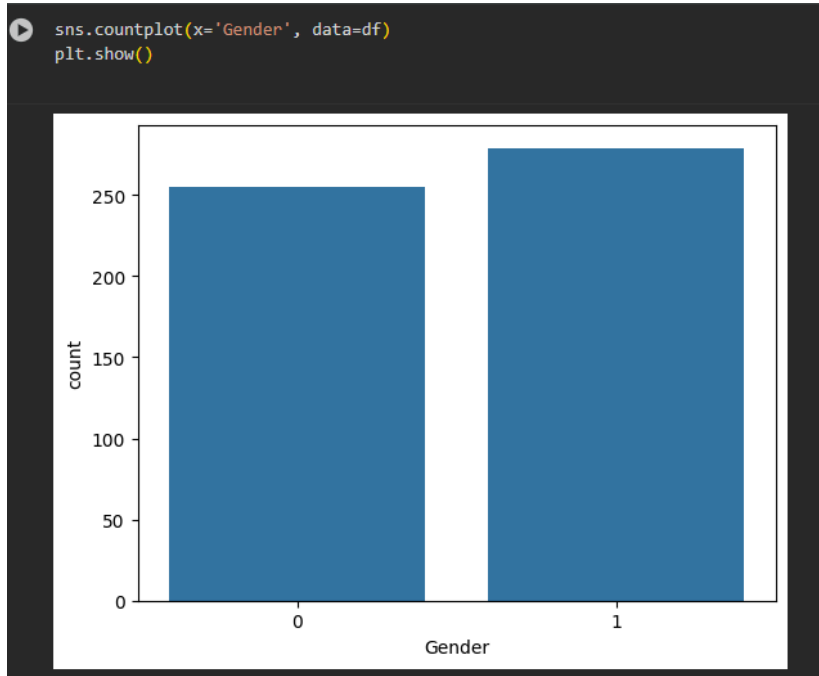 sns.countplot(x='Gender', data=df)
plt.show()
250
200
150
100
50
0
count
0 1
Gender